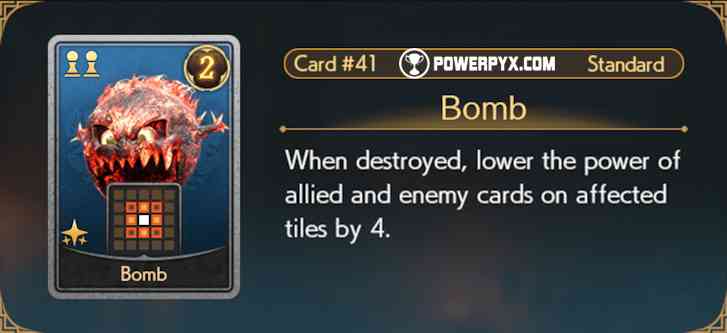 2
Bomb
Card #41 POWERPYX.COM Standard
Bomb
When destroyed, lower the power of
allied and enemy cards on affected
tiles by 4.